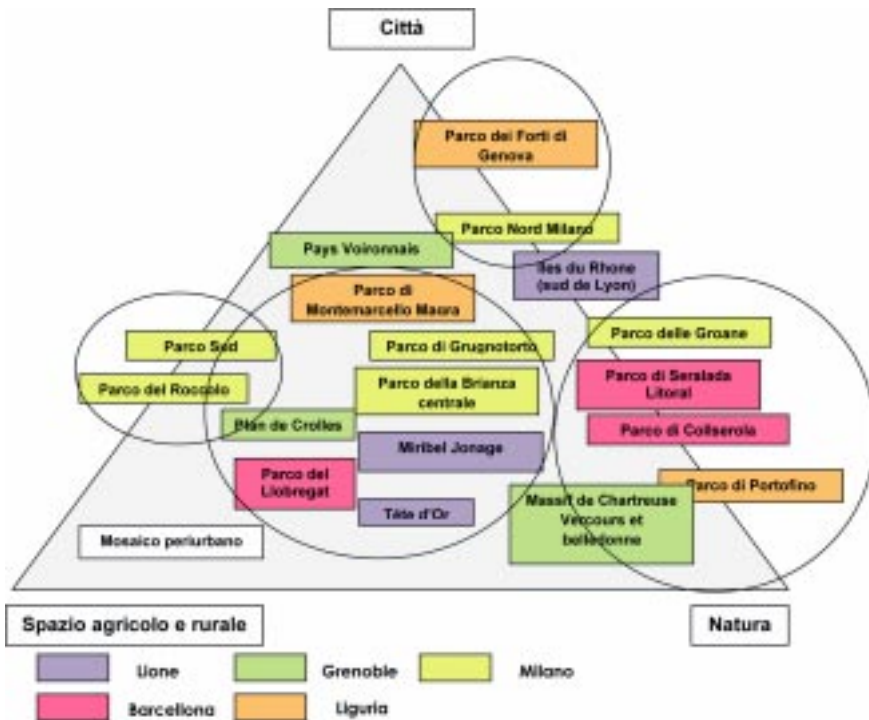 Città
Parco dei Forti di
Genova
Parco Nord Milano
Pays Voironnais
Iles du Rhone
(sud de Lyon)
Parco di
Montemarcello Magra
Parco Sud
Parco di Grugnotorto
Parco delle Groane
Parco del Roccolo
Parco della Brianza
centrale
Parco di Seralada
Litoral
Blan de Crolles
Parco di Collserola
Miribel Jonage
Parco del
Llobregat
Parco di Portofino
Tête d'Or
Massif de Chartreuse
Vercours et
belledonne
Mosaico periurbano
Spazio agricolo e rurale
Natura
Lione
Grenoble
Milano
Barcellona
Liguria